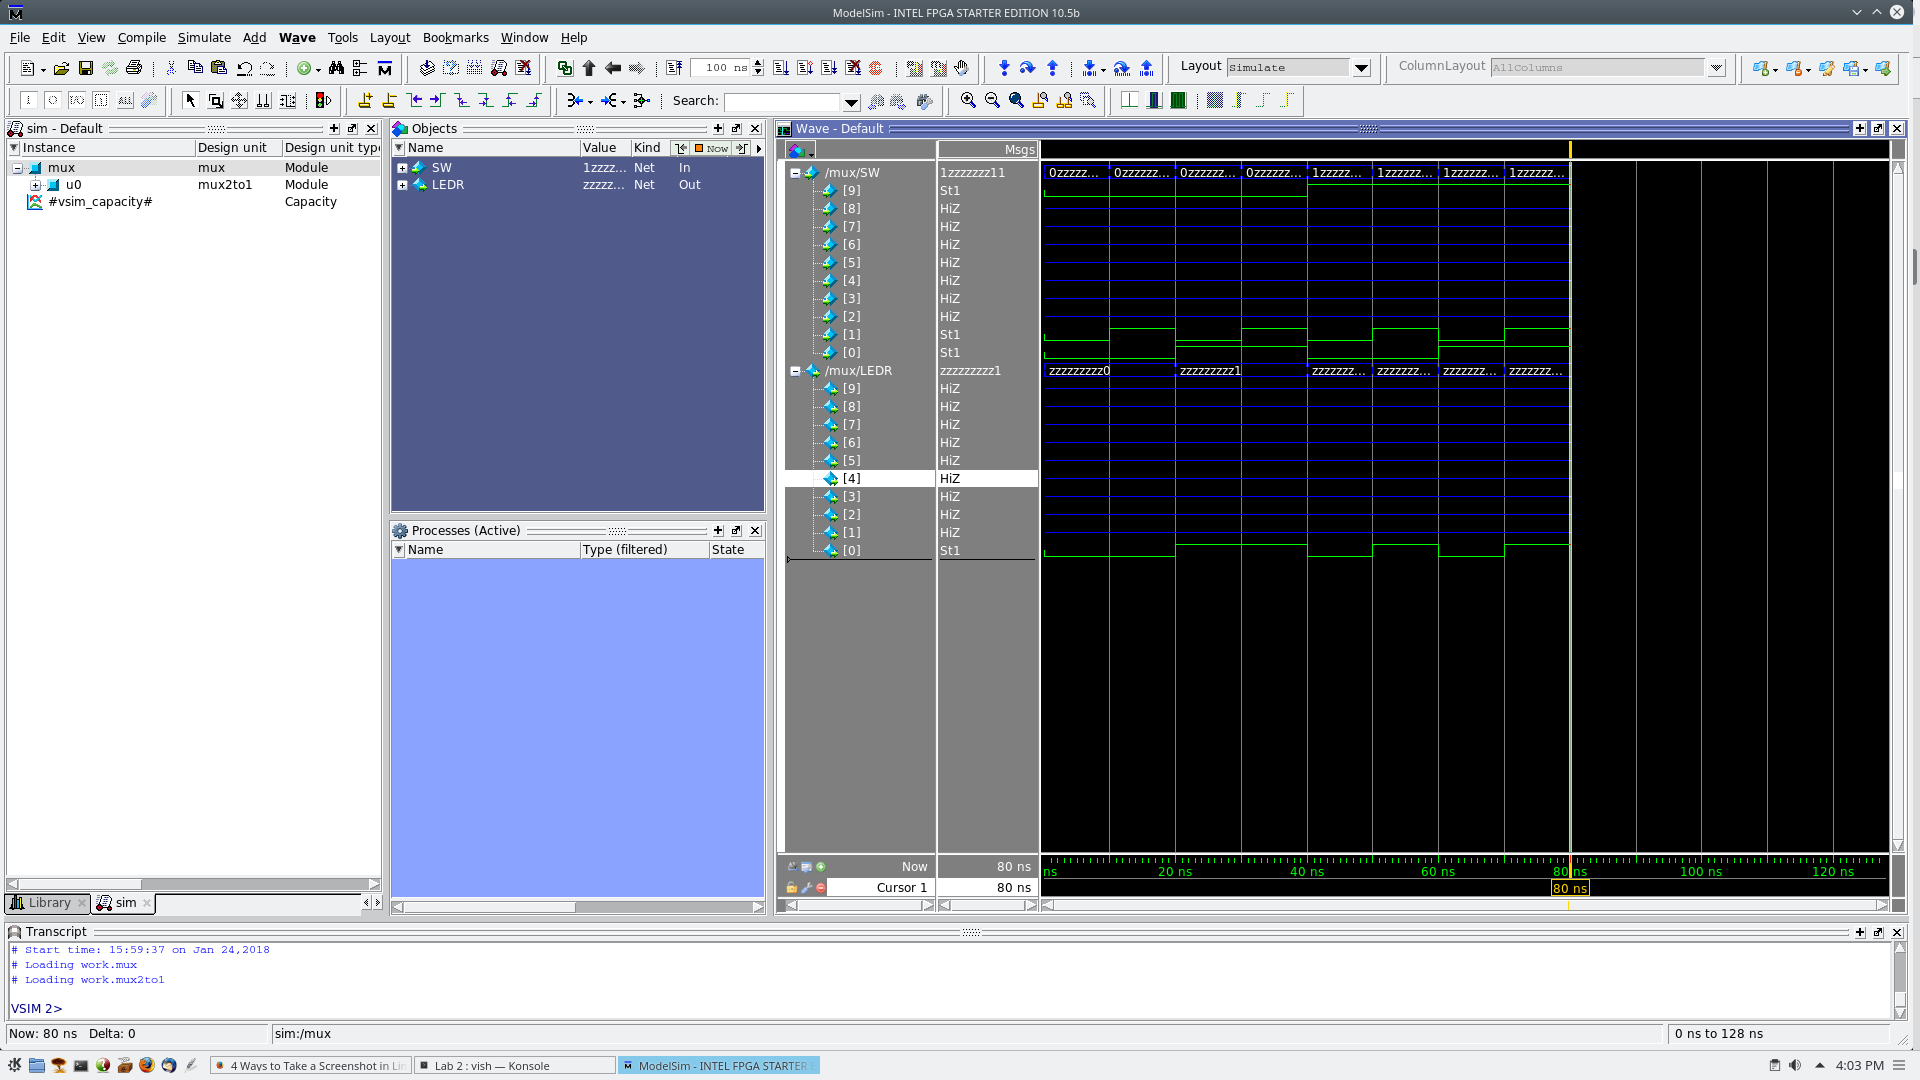 ModelSim - INTEL FPGA STARTER EDITION 10.5b
File Edit View Compile Simulate Add Wave Tools Layout Bookmarks Window Help
100 ns
Layout Simulate
ColumnLayout AllColumns
Search:
sim - Default
Instance Design unit Design unit type
mux mux Module
u0 mux2to1 Module
#vsim_capacity# Capacity
Library sim
Objects
Name Value Kind Now
SW 1zzzz... Net In
LEDR zzzzz... Net Out
Processes (Active)
Name Type (filtered) State
Wave - Default
Msgs
/mux/SW 1zzzzzzz11 0zzzzz... 0zzzzzz... 0zzzzzz... 0zzzzzz... 1zzzzz... 1zzzzzz... 1zzzzzz... 1zzzzzz...
[9] St1
[8] HiZ
[7] HiZ
[6] HiZ
[5] HiZ
[4] HiZ
[3] HiZ
[2] HiZ
[1] St1
[0] St1
/mux/LEDR zzzzzzzzz1 zzzzzzzzz0 zzzzzzzzz1 zzzzzzz... zzzzzzz... zzzzzzz... zzzzzzz...
[9] HiZ
[8] HiZ
[7] HiZ
[6] HiZ
[5] HiZ
[4] HiZ
[3] HiZ
[2] HiZ
[1] HiZ
[0] St1
Now 80 ns
ns 20 ns 40 ns 60 ns 80 ns 100 ns 120 ns
Cursor 1 80 ns
80 ns
Transcript
# Start time: 15:59:37 on Jan 24,2018
# Loading work.mux
# Loading work.mux2to1
VSIM 2>
Now: 80 ns Delta: 0
sim:/mux
0 ns to 128 ns
4 Ways to Take a Screenshot in Lin
Lab 2 : vish — Konsole
ModelSim - INTEL FPGA STARTER
4:03 PM